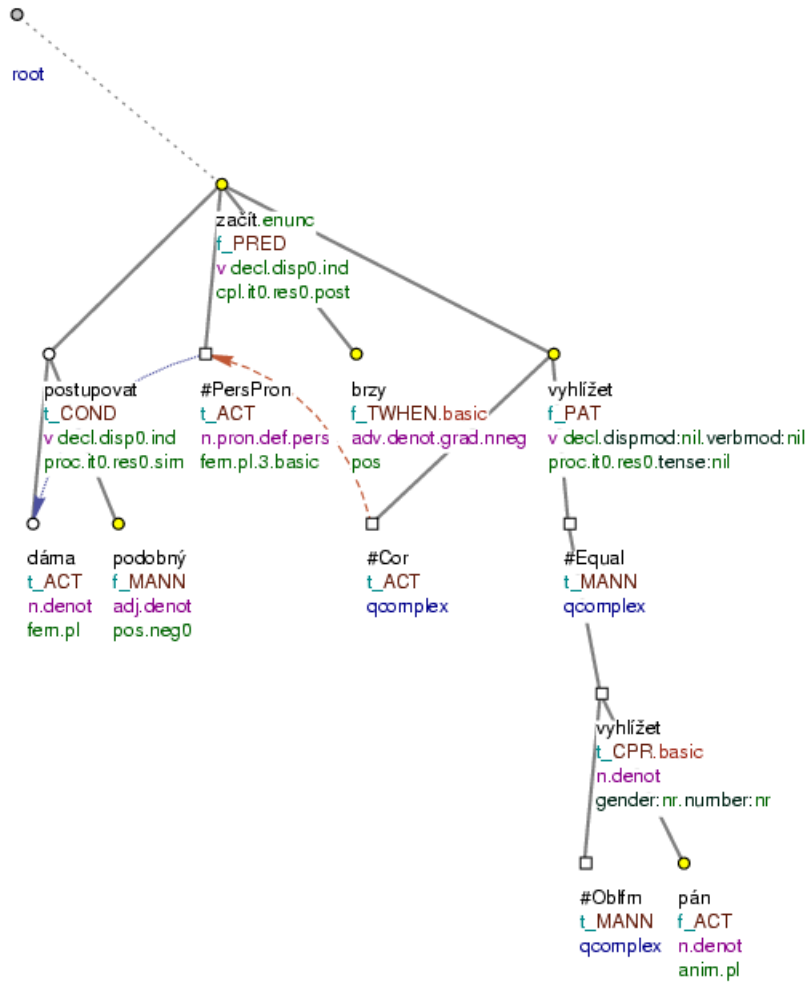 root
začít.enunc
f_PRED
v decl.disp0.ind
cpl.it0.res0.post
postupovat
t_COND
v decl.disp0.ind
proc.it0.res0.sim
#PersPron
t_ACT
n.pron.def.pers
fem.pl.3.basic
brzy
f_TWHEN.basic
adv.denot.grad.nneg
pos
vyhlížet
f_PAT
v decl.dispmod:nil.verbmod:nil
proc.it0.res0.tense:nil
dáma
t_ACT
n.denot
fem.pl
podobný
f_MANN
adj.denot
pos.neg0
#Cor
t_ACT
qcomplex
#Equal
t_MANN
qcomplex
vyhlížet
t_CPR.basic
n.denot
gender:nr.number:nr
#Oblfm
t_MANN
qcomplex
pán
f_ACT
n.denot
anim.pl